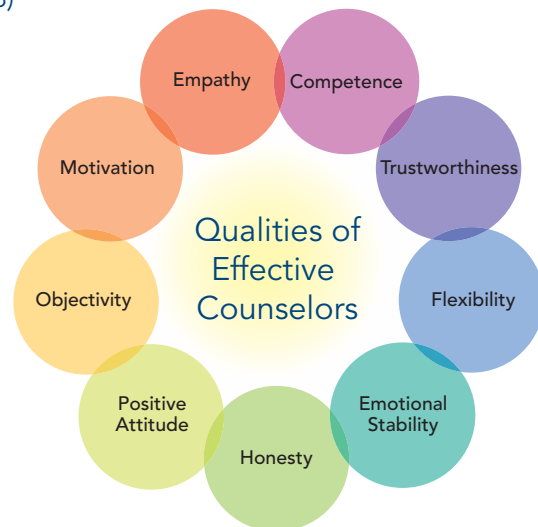 Empathy
Competence
Motivation
Trustworthiness
Qualities of
Effective
Counselors
Objectivity
Flexibility
Positive
Attitude
Emotional
Stability
Honesty